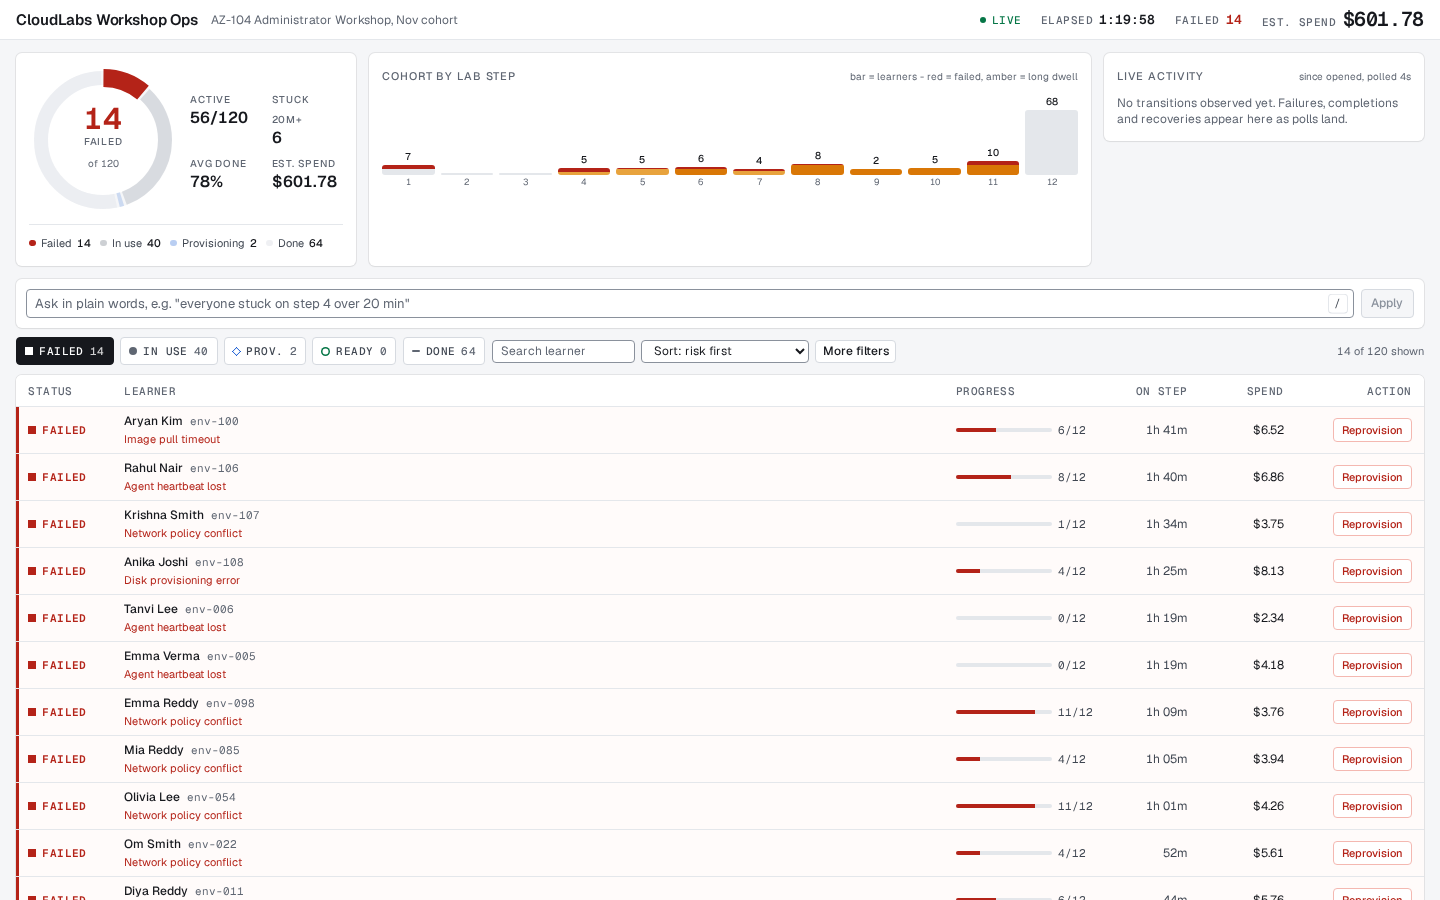 CloudLabs Workshop Ops AZ-104 Administrator Workshop, Nov cohort
LIVE ELAPSED 1:19:58 FAILED 14 EST. SPEND $601.78
14
FAILED
of 120
ACTIVE
56/120
STUCK
20M+
6
AVG DONE
78%
EST. SPEND
$601.78
Failed 14 In use 40 Provisioning 2 Done 64
COHORT BY LAB STEP bar = learners - red = failed, amber = long dwell
7 5 5 6 4 8 2 5 10 68
1 2 3 4 5 6 7 8 9 10 11 12
LIVE ACTIVITY since opened, polled 4s
No transitions observed yet. Failures, completions
and recoveries appear here as polls land.
Ask in plain words, e.g. "everyone stuck on step 4 over 20 min" / Apply
FAILED 14 IN USE 40 PROV. 2 READY 0 DONE 64 Search learner Sort: risk first More filters 14 of 120 shown
STATUS LEARNER PROGRESS ON STEP SPEND ACTION
FAILED Aryan Kim env-100 6/12 1h 41m $6.52 Reprovision
Image pull timeout
FAILED Rahul Nair env-106 8/12 1h 40m $6.86 Reprovision
Agent heartbeat lost
FAILED Krishna Smith env-107 1/12 1h 34m $3.75 Reprovision
Network policy conflict
FAILED Anika Joshi env-108 4/12 1h 25m $8.13 Reprovision
Disk provisioning error
FAILED Tanvi Lee env-006 0/12 1h 19m $2.34 Reprovision
Agent heartbeat lost
FAILED Emma Verma env-005 0/12 1h 19m $4.18 Reprovision
Agent heartbeat lost
FAILED Emma Reddy env-098 11/12 1h 09m $3.76 Reprovision
Network policy conflict
FAILED Mia Reddy env-085 4/12 1h 05m $3.94 Reprovision
Network policy conflict
FAILED Olivia Lee env-054 11/12 1h 01m $4.26 Reprovision
Network policy conflict
FAILED Om Smith env-022 4/12 52m $5.61 Reprovision
Network policy conflict
FAILED Diya Reddy env-011 6/12 44m $5.76 Reprovision